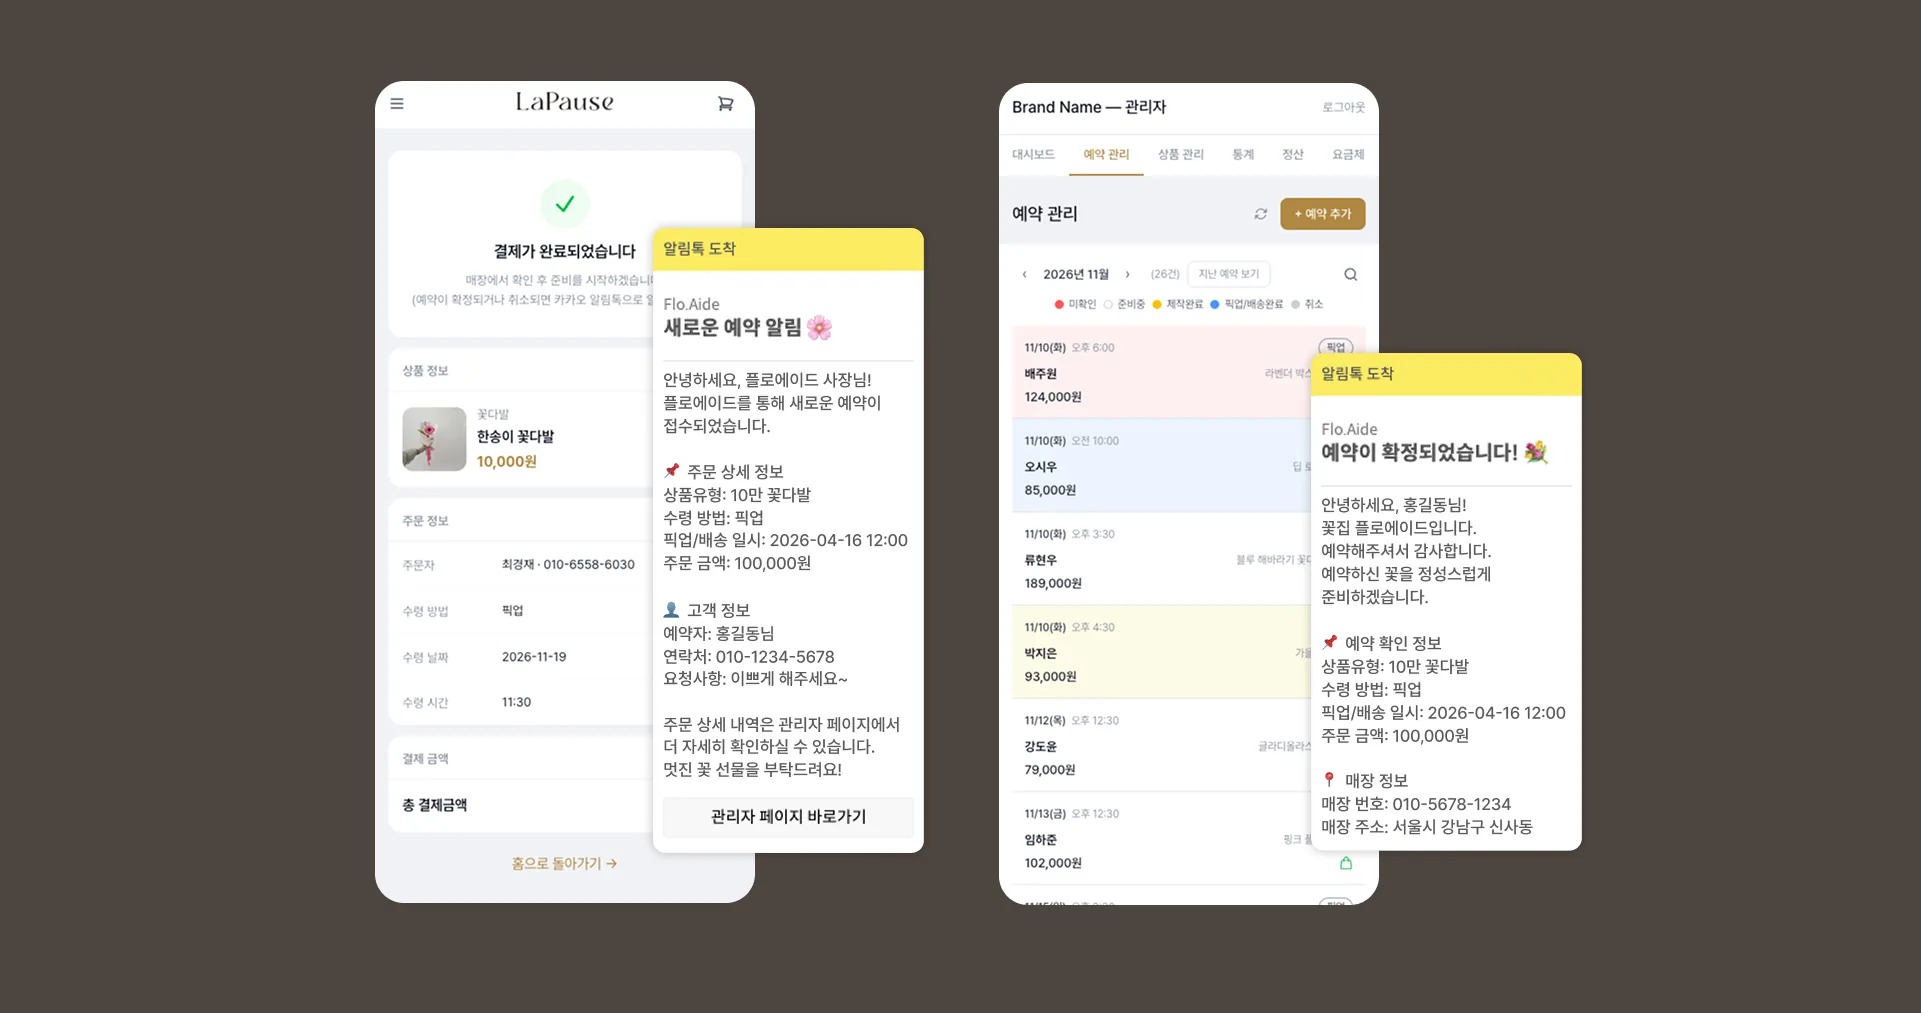 LaPause
결제가 완료되었습니다
매장에서 확인 후 준비를 시작하겠습니
(예약이 확정되거나 취소되면 카카오 알림톡으로
상품 정보
꽃다발
한송이 꽃다발
10,000원
주문 정보
주문자 최경재 · 010-6558-6030
수령 방법 픽업
수령 날짜 2026-11-19
수령 시간 11:30
결제 금액
총 결제금액
홈으로 돌아가기 →
알림톡 도착
Flo.Aide
새로운 예약 알림
안녕하세요, 플로에이드 사장님!
플로에이드를 통해 새로운 예약이
접수되었습니다.
주문 상세 정보
상품유형: 10만 꽃다발
수령 방법: 픽업
픽업/배송 일시: 2026-04-16 12:00
주문 금액: 100,000원
고객 정보
예약자: 홍길동님
연락처: 010-1234-5678
요청사항: 이쁘게 해주세요~
주문 상세 내역은 관리자 페이지에서
더 자세히 확인하실 수 있습니다.
멋진 꽃 선물을 부탁드려요!
관리자 페이지 바로가기
Brand Name — 관리자 로그아웃
대시보드 예약 관리 상품 관리 통계 정산 요금제
예약 관리 + 예약 추가
‹ 2026년 11월 › (26건) 지난 예약 보기
미확인 준비중 제작완료 픽업/배송완료 취소
11/10(화) 오후 6:00 픽업
배주원 라벤더 박스
124,000원
11/10(화) 오전 10:00
오시우 딥
85,000원
11/10(화) 오후 3:30
류현우 블루 해바라기
189,000원
11/10(화) 오후 4:30
박지은 가을
93,000원
11/12(목) 오후 12:30
강도윤 글라디올라스
79,000원
11/13(금) 오후 12:30
임하준 핑크
102,000원
알림톡 도착
Flo.Aide
예약이 확정되었습니다!
안녕하세요, 홍길동님!
꽃집 플로에이드입니다.
예약해주셔서 감사합니다.
예약하신 꽃을 정성스럽게
준비하겠습니다.
예약 확인 정보
상품유형: 10만 꽃다발
수령 방법: 픽업
픽업/배송 일시: 2026-04-16 12:00
주문 금액: 100,000원
매장 정보
매장 번호: 010-5678-1234
매장 주소: 서울시 강남구 신사동